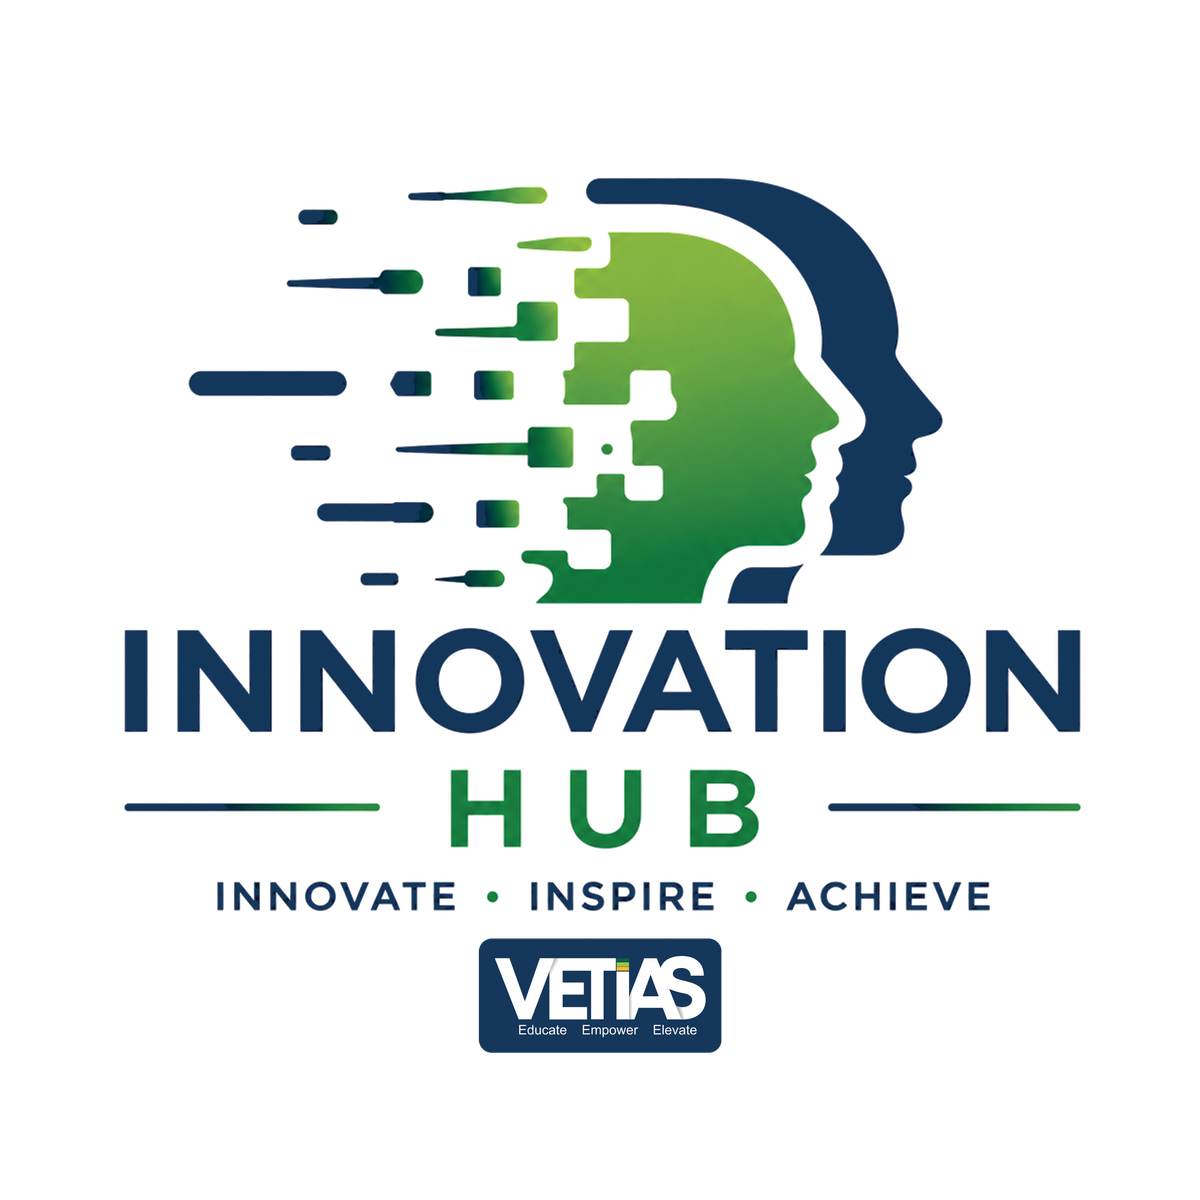 INNOVATION
HUB
INNOVATE • INSPIRE • ACHIEVE
VETiAS
Educate Empower Elevate